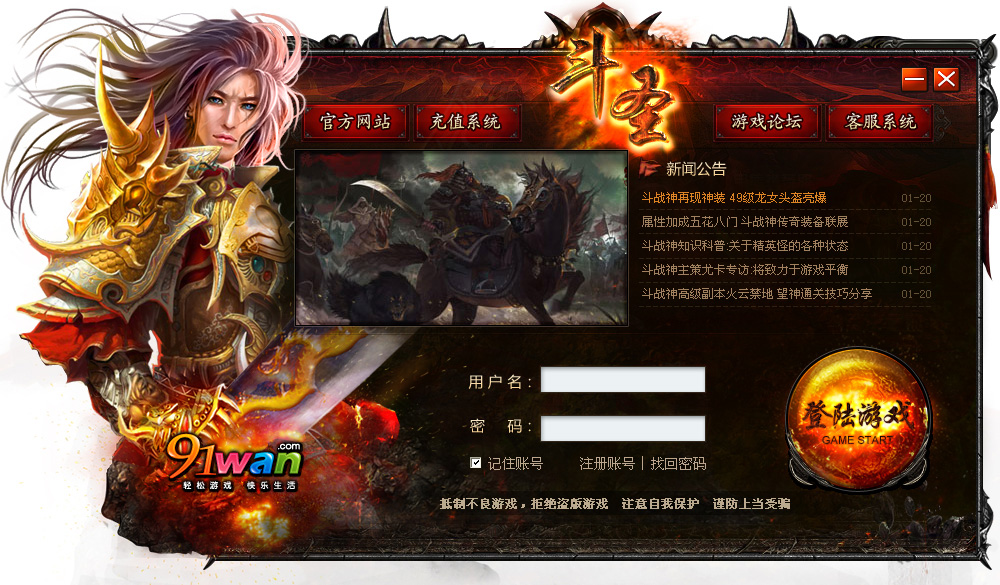 斗圣
官方网站
充值系统
游戏论坛
客服系统
新闻公告
斗战神再现神装 49级龙女头盔亮爆 01-20
属性加成五花八门 斗战神传奇装备联展 01-20
斗战神知识科普:关于精英怪的各种状态 01-20
斗战神主策尤卡专访:将致力于游戏平衡 01-20
斗战神高级副本火云禁地 望神通关技巧分享 01-20
用户名:
密 码:
记住账号 注册账号|找回密码
登陆游戏
GAME START
91wan.com
轻松游戏 快乐生活
抵制不良游戏，拒绝盗版游戏 注意自我保护 谨防上当受骗